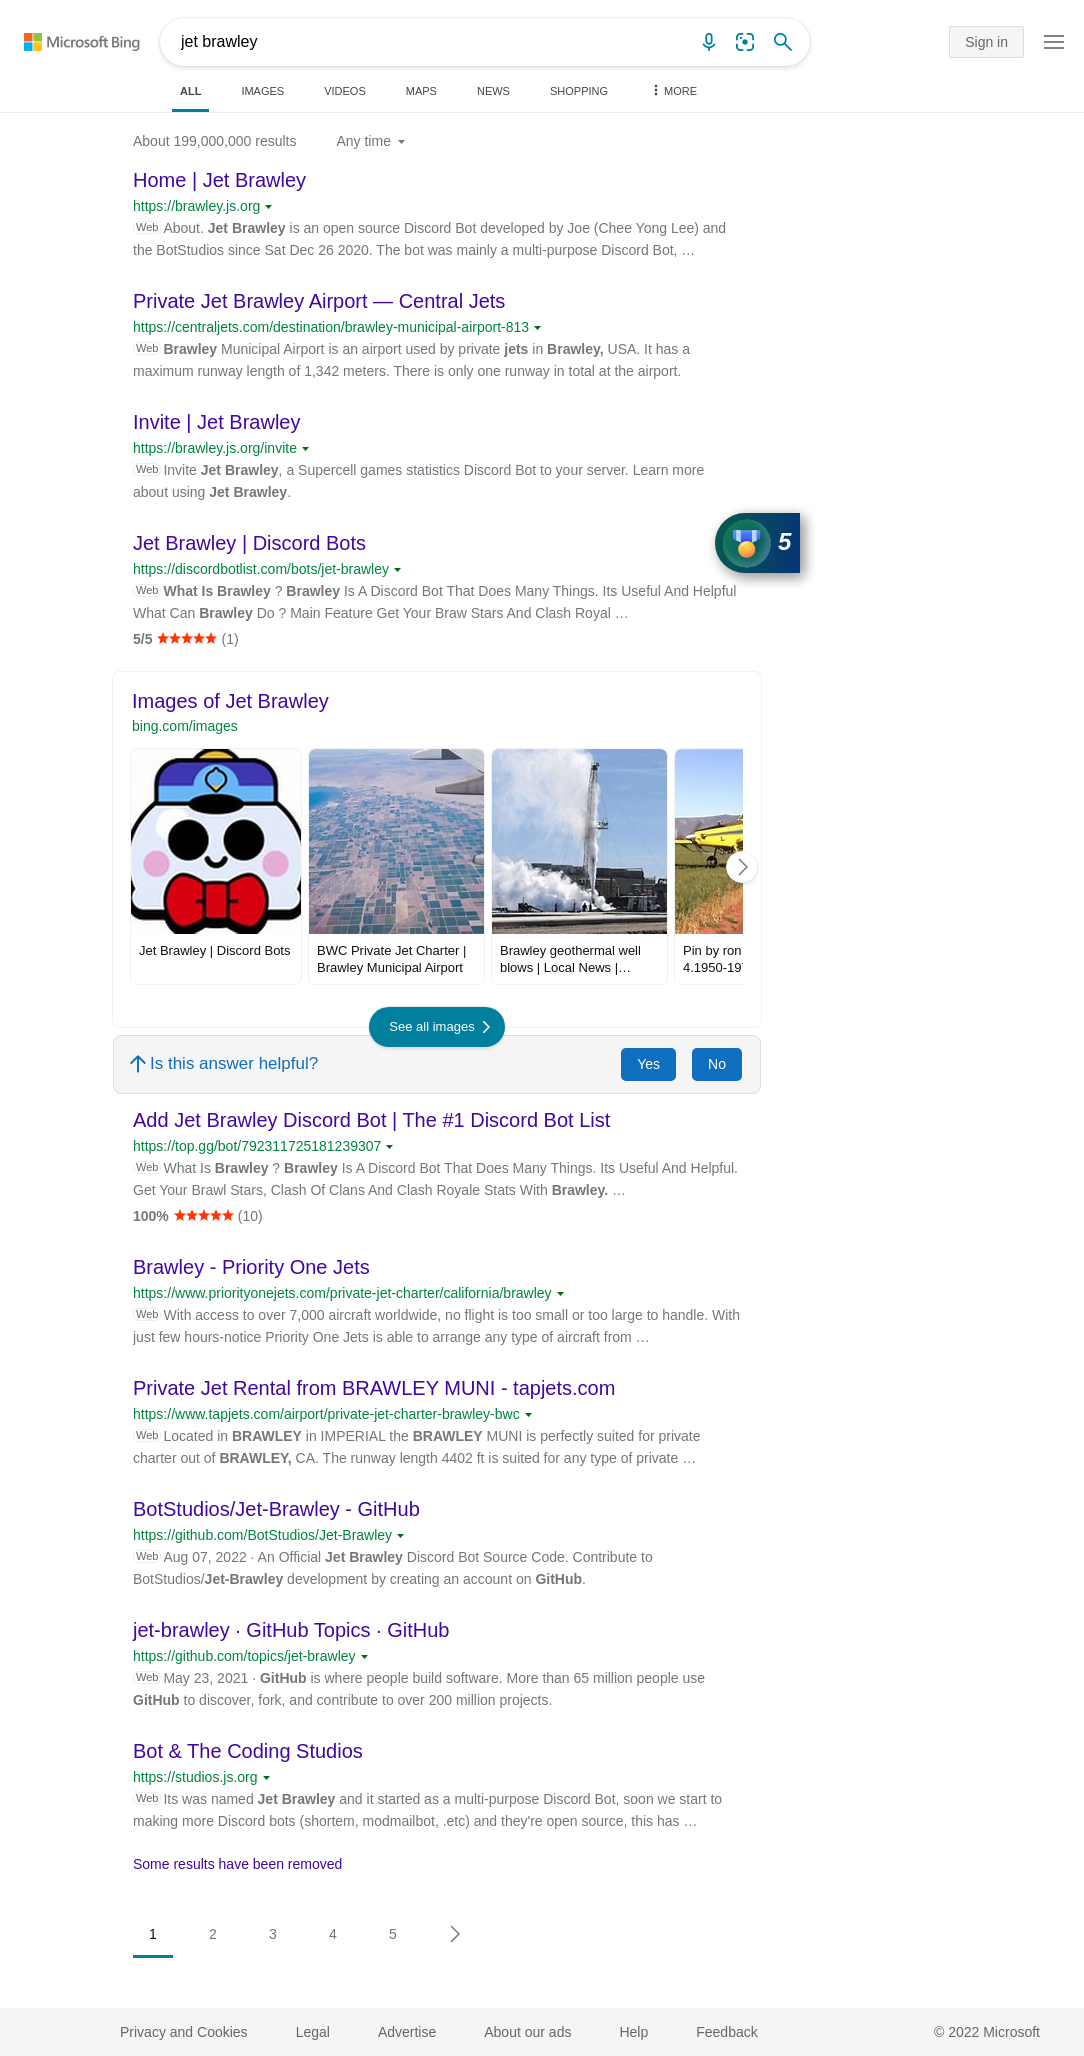 Microsoft Bing
jet brawley
Sign in
ALL IMAGES VIDEOS MAPS NEWS SHOPPING MORE
About 199,000,000 results Any time
Home | Jet Brawley
https://brawley.js.org
Web About. Jet Brawley is an open source Discord Bot developed by Joe (Chee Yong Lee) and
the BotStudios since Sat Dec 26 2020. The bot was mainly a multi-purpose Discord Bot, …
Private Jet Brawley Airport — Central Jets
https://centraljets.com/destination/brawley-municipal-airport-813
Web Brawley Municipal Airport is an airport used by private jets in Brawley, USA. It has a
maximum runway length of 1,342 meters. There is only one runway in total at the airport.
Invite | Jet Brawley
https://brawley.js.org/invite
Web Invite Jet Brawley, a Supercell games statistics Discord Bot to your server. Learn more
about using Jet Brawley.
Jet Brawley | Discord Bots
5
https://discordbotlist.com/bots/jet-brawley
Web What Is Brawley ? Brawley Is A Discord Bot That Does Many Things. Its Useful And Helpful
What Can Brawley Do ? Main Feature Get Your Braw Stars And Clash Royal …
5/5 ★★★★★ (1)
Images of Jet Brawley
bing.com/images
Jet Brawley | Discord Bots
BWC Private Jet Charter |
Brawley Municipal Airport
Brawley geothermal well
blows | Local News |…
Pin by ron
4.1950-197
See all images
Is this answer helpful? Yes No
Add Jet Brawley Discord Bot | The #1 Discord Bot List
https://top.gg/bot/792311725181239307
Web What Is Brawley ? Brawley Is A Discord Bot That Does Many Things. Its Useful And Helpful.
Get Your Brawl Stars, Clash Of Clans And Clash Royale Stats With Brawley. …
100% ★★★★★ (10)
Brawley - Priority One Jets
https://www.priorityonejets.com/private-jet-charter/california/brawley
Web With access to over 7,000 aircraft worldwide, no flight is too small or too large to handle. With
just few hours-notice Priority One Jets is able to arrange any type of aircraft from …
Private Jet Rental from BRAWLEY MUNI - tapjets.com
https://www.tapjets.com/airport/private-jet-charter-brawley-bwc
Web Located in BRAWLEY in IMPERIAL the BRAWLEY MUNI is perfectly suited for private
charter out of BRAWLEY, CA. The runway length 4402 ft is suited for any type of private …
BotStudios/Jet-Brawley - GitHub
https://github.com/BotStudios/Jet-Brawley
Web Aug 07, 2022 · An Official Jet Brawley Discord Bot Source Code. Contribute to
BotStudios/Jet-Brawley development by creating an account on GitHub.
jet-brawley · GitHub Topics · GitHub
https://github.com/topics/jet-brawley
Web May 23, 2021 · GitHub is where people build software. More than 65 million people use
GitHub to discover, fork, and contribute to over 200 million projects.
Bot & The Coding Studios
https://studios.js.org
Web Its was named Jet Brawley and it started as a multi-purpose Discord Bot, soon we start to
making more Discord bots (shortem, modmailbot, .etc) and they're open source, this has …
Some results have been removed
1 2 3 4 5
Privacy and Cookies Legal Advertise About our ads Help Feedback © 2022 Microsoft